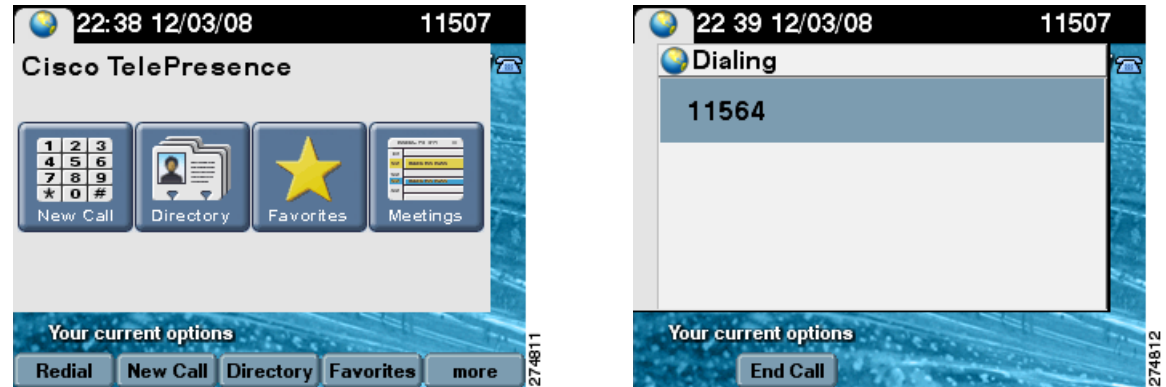 22:38 12/03/08 11507
Cisco TelePresence
1 2 3
4 5 6
7 8 9
* 0 #
New Call Directory Favorites Meetings
Your current options
Redial New Call Directory Favorites more
274811
22 39 12/03/08 11507
Dialing
11564
Your current options
End Call
274812